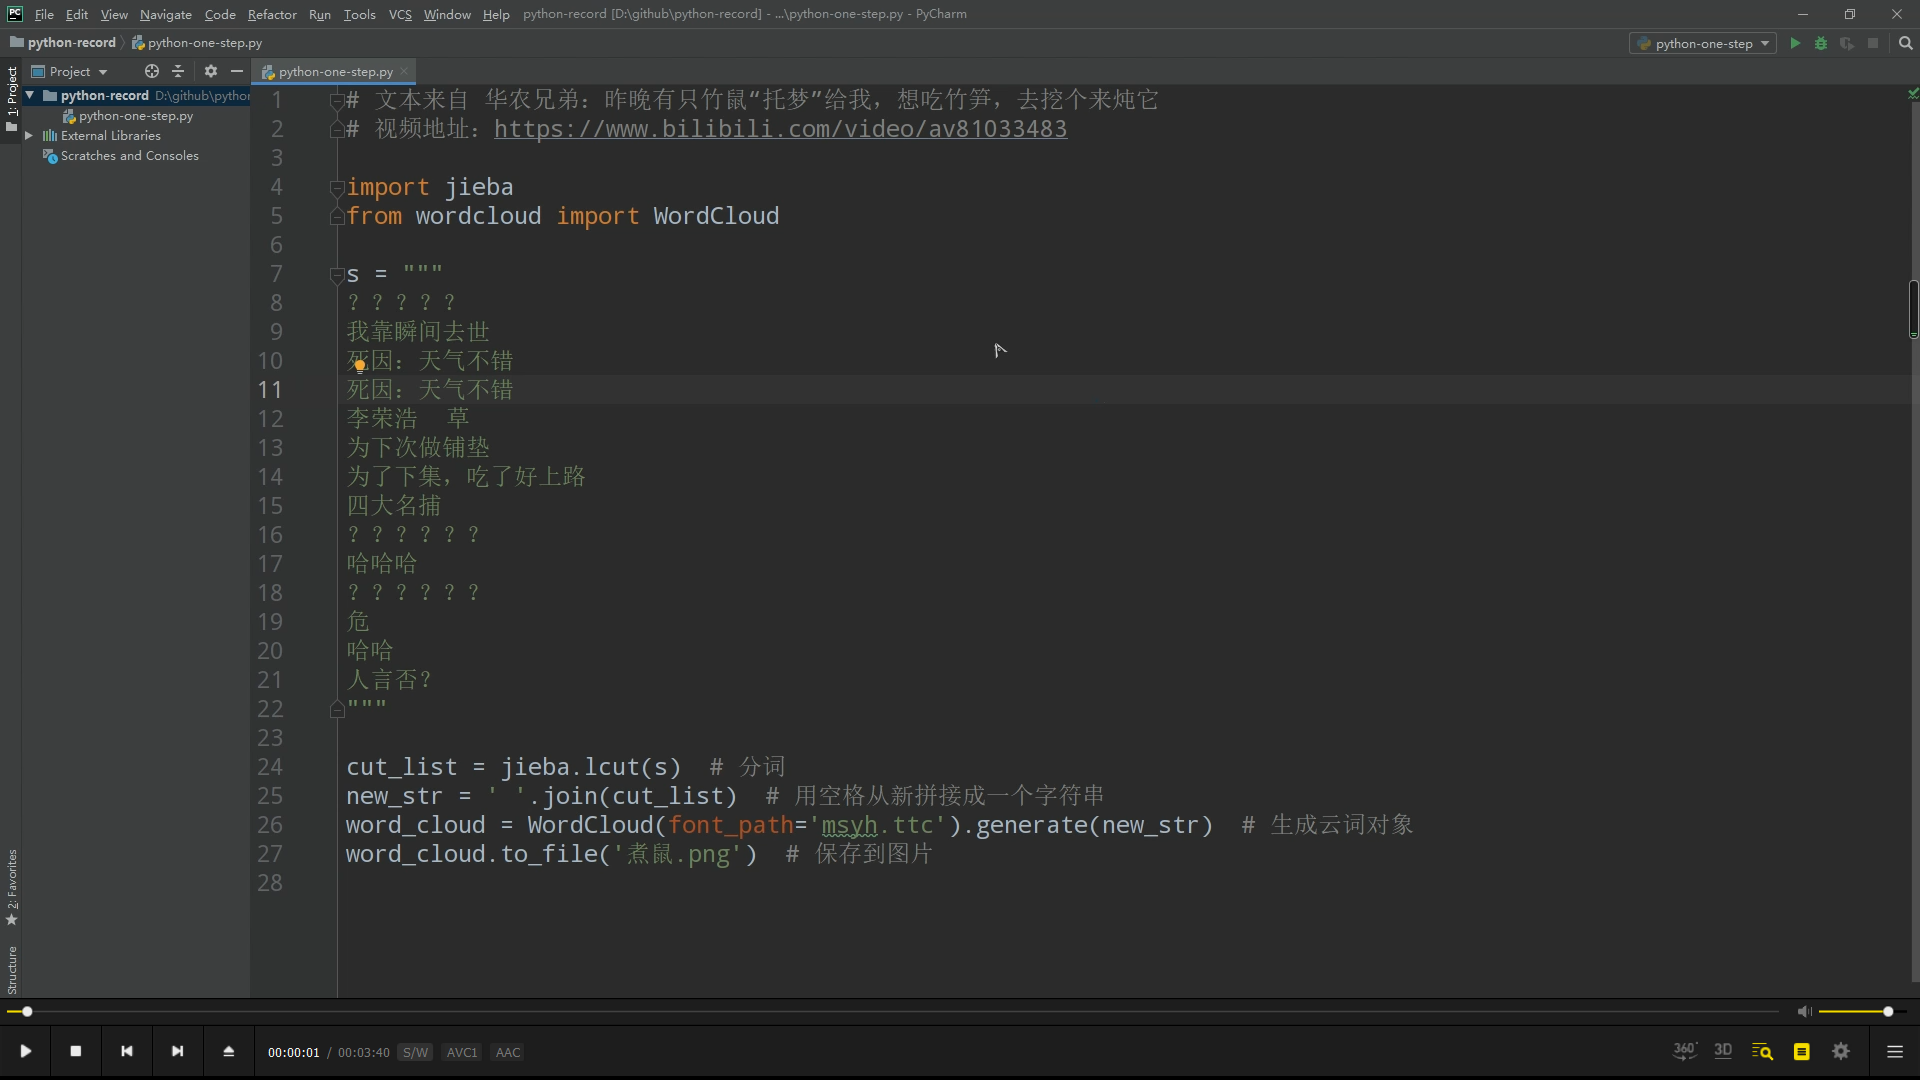 PC File Edit View Navigate Code Refactor Run Tools VCS Window Help python-record [D:\github\python-record] - ...\python-one-step.py - PyCharm
python-record python-one-step.py python-one-step
1: Project
Project python-one-step.py
python-record D:\github\python
python-one-step.py
External Libraries
Scratches and Consoles
2: Favorites
Structure
1 # 文本来自 华农兄弟：昨晚有只竹鼠“托梦”给我，想吃竹笋，去挖个来炖它
2 # 视频地址：https://www.bilibili.com/video/av81033483
3
4 import jieba
5 from wordcloud import WordCloud
6
7 s = """
8 ？？？？？
9 我靠瞬间去世
10 死因：天气不错
11 死因：天气不错
12 李荣浩  草
13 为下次做铺垫
14 为了下集，吃了好上路
15 四大名捕
16 ？？？？？？
17 哈哈哈
18 ？？？？？？
19 危
20 哈哈
21 人言否？
22 """
23
24 cut_list = jieba.lcut(s)  # 分词
25 new_str = ' '.join(cut_list)  # 用空格从新拼接成一个字符串
26 word_cloud = WordCloud(font_path='msyh.ttc').generate(new_str)  # 生成云词对象
27 word_cloud.to_file('煮鼠.png')  # 保存到图片
28
00:00:01 / 00:03:40 S/W AVC1 AAC 360° 3D